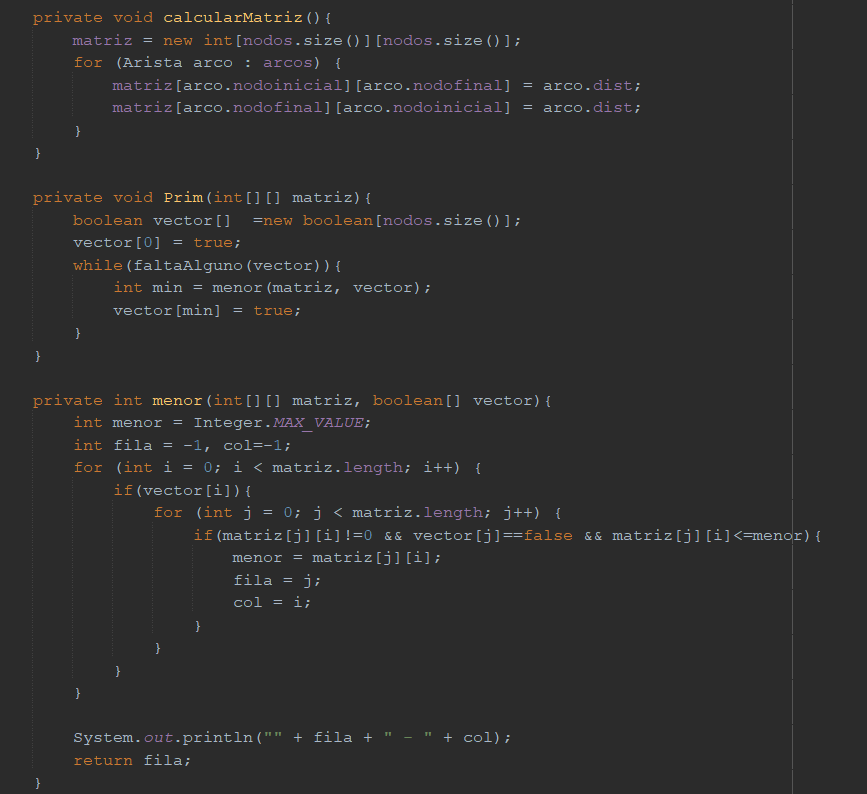 private void calcularMatriz(){
    matriz = new int[nodos.size()][nodos.size()];
    for (Arista arco : arcos) {
        matriz[arco.nodoinicial][arco.nodofinal] = arco.dist;
        matriz[arco.nodofinal][arco.nodoinicial] = arco.dist;
    }
}

private void Prim(int[][] matriz){
    boolean vector[]  =new boolean[nodos.size()];
    vector[0] = true;
    while(faltaAlguno(vector)){
        int min = menor(matriz, vector);
        vector[min] = true;
    }
}

private int menor(int[][] matriz, boolean[] vector){
    int menor = Integer.MAX_VALUE;
    int fila = -1, col=-1;
    for (int i = 0; i < matriz.length; i++) {
        if(vector[i]){
            for (int j = 0; j < matriz.length; j++) {
                if(matriz[j][i]!=0 && vector[j]==false && matriz[j][i]<=menor){
                    menor = matriz[j][i];
                    fila = j;
                    col = i;
                }
            }
        }
    }

    System.out.println("" + fila + " - " + col);
    return fila;
}